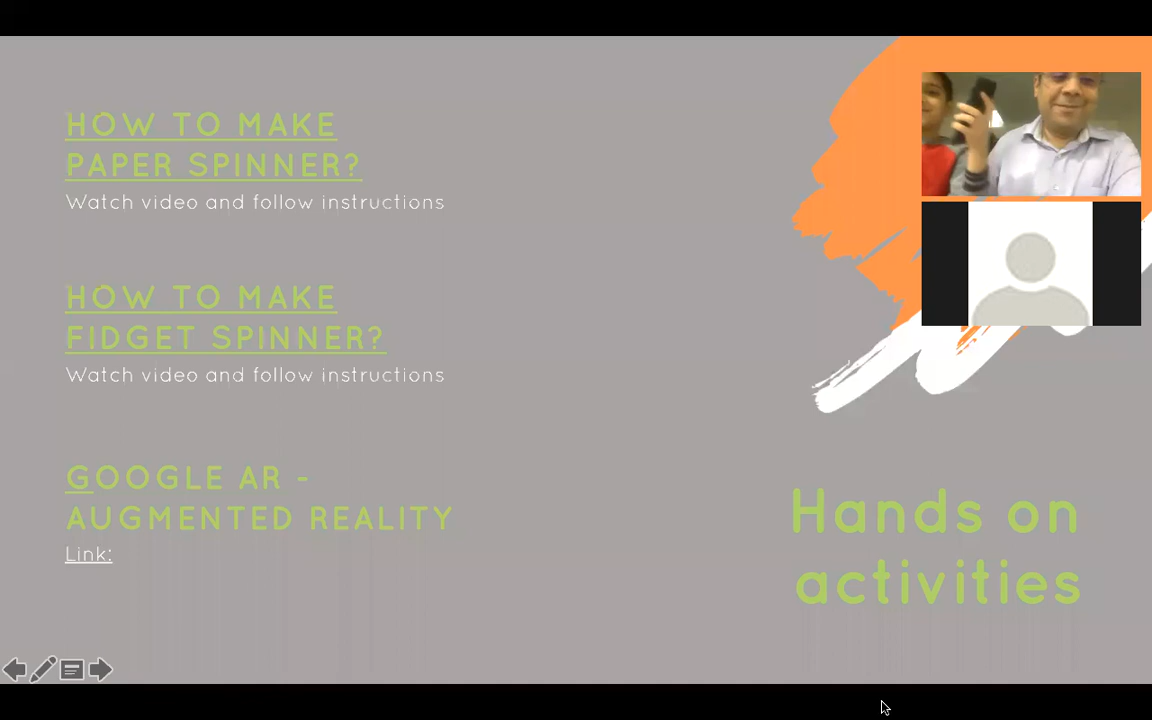 HOW TO MAKE
PAPER SPINNER?
Watch video and follow instructions
HOW TO MAKE
FIDGET SPINNER?
Watch video and follow instructions
GOOGLE AR -
AUGMENTED REALITY
Link:
Hands on
activities